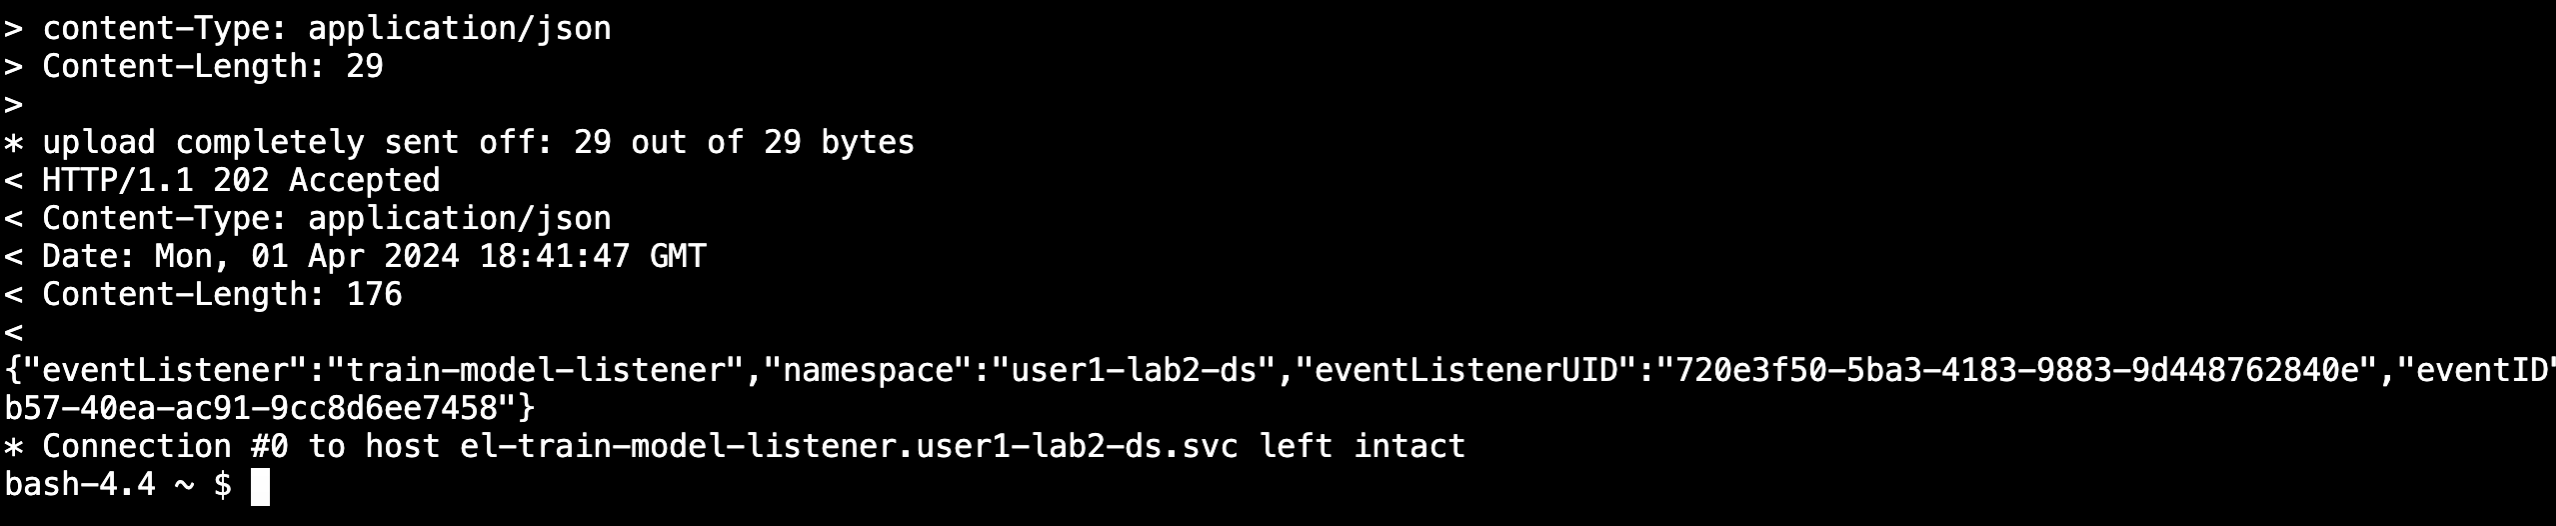 > content-Type: application/json
> Content-Length: 29
>
* upload completely sent off: 29 out of 29 bytes
< HTTP/1.1 202 Accepted
< Content-Type: application/json
< Date: Mon, 01 Apr 2024 18:41:47 GMT
< Content-Length: 176
<
{"eventListener":"train-model-listener","namespace":"user1-lab2-ds","eventListenerUID":"720e3f50-5ba3-4183-9883-9d448762840e","eventID"
b57-40ea-ac91-9cc8d6ee7458"}
* Connection #0 to host el-train-model-listener.user1-lab2-ds.svc left intact
bash-4.4 ~ $